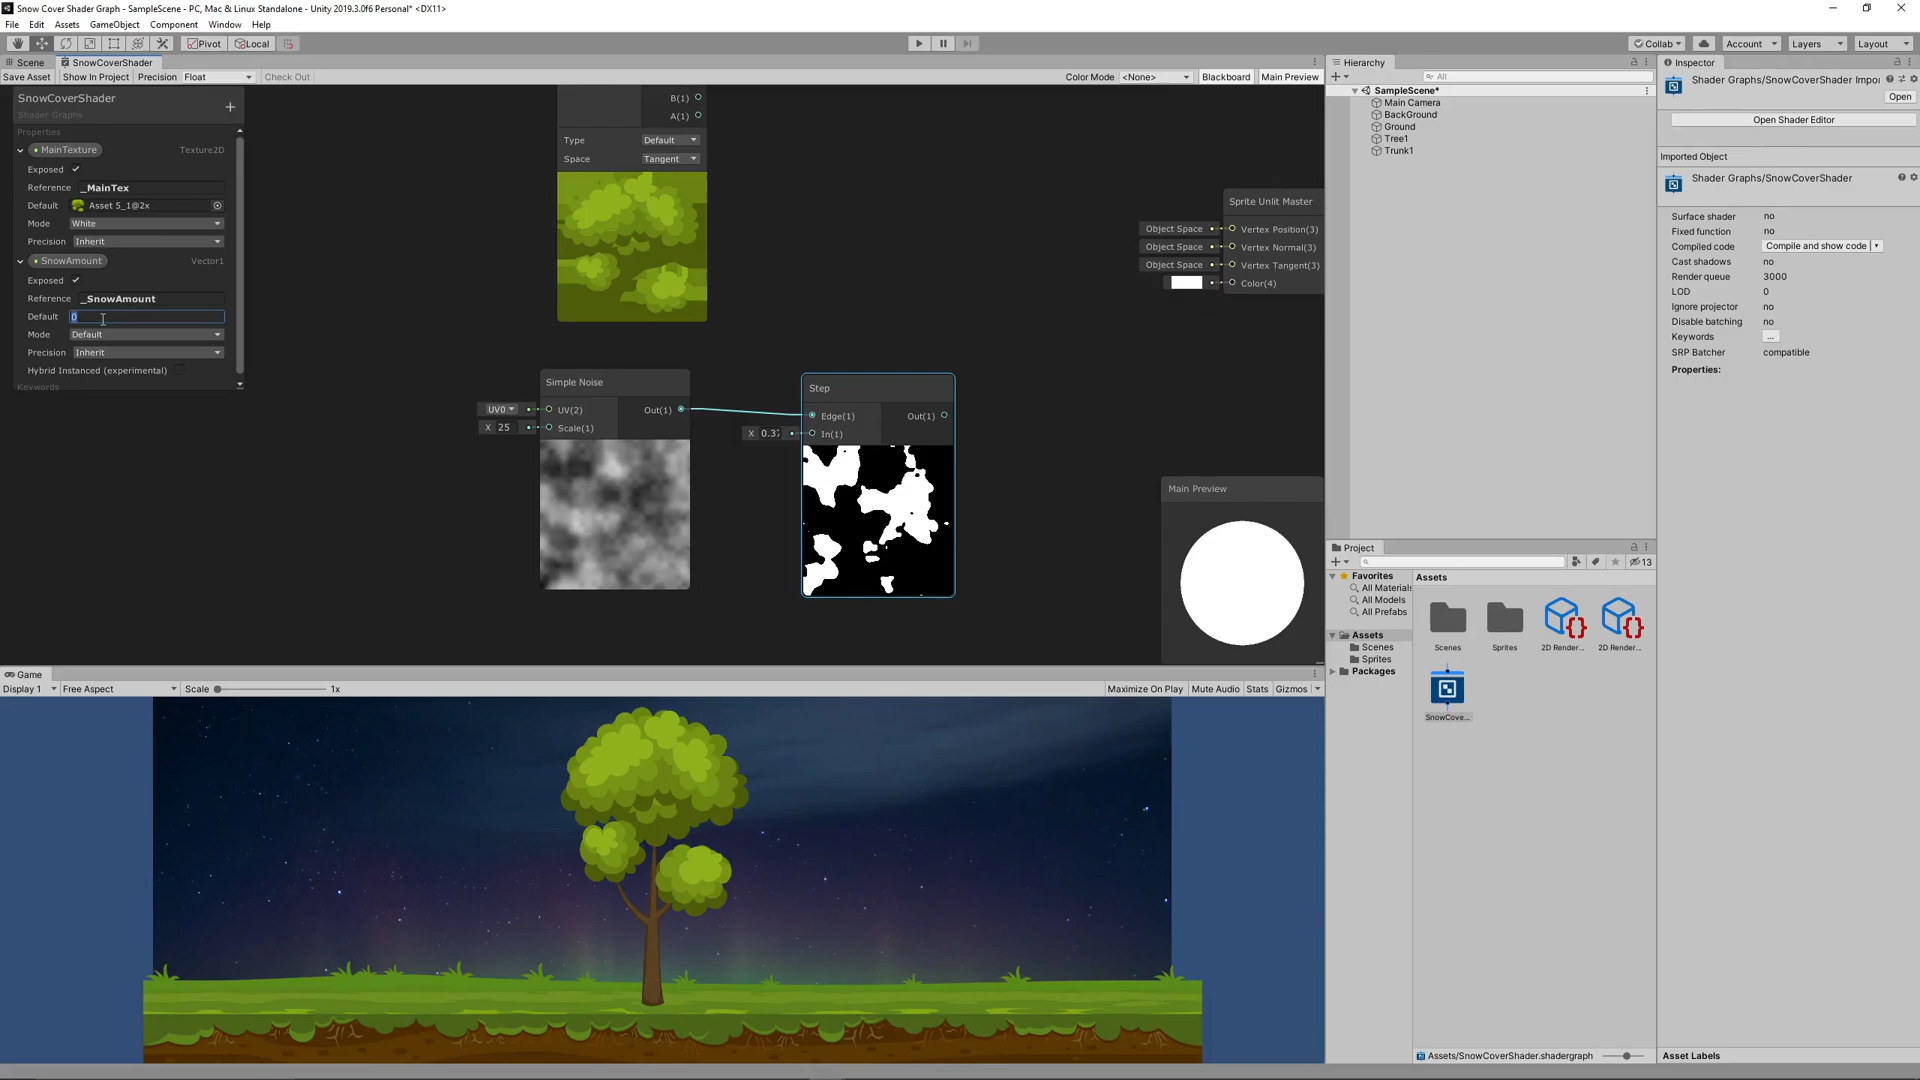 Snow Cover Shader Graph - SampleScene - PC, Mac & Linux Standalone - Unity 2019.3.0f6 Personal* <DX11>
File Edit Assets GameObject Component Window Help
Pivot Local Collab Account Layers Layout
Scene SnowCoverShader
Save Asset Show In Project Precision Float Check Out Color Mode <None> Blackboard Main Preview
SnowCoverShader
Shader Graphs
Properties
MainTexture Texture2D
Exposed
Reference _MainTex
Default Asset 5_1@2x
Mode White
Precision Inherit
SnowAmount Vector1
Exposed
Reference _SnowAmount
Default 0
Mode Default
Precision Inherit
Hybrid Instanced (experimental)
Keywords
B(1)
A(1)
Type Default
Space Tangent
Simple Noise
UV0 UV(2) Out(1)
X 25 Scale(1)
Step
Edge(1) Out(1)
X 0.37 In(1)
Sprite Unlit Master
Object Space Vertex Position(3)
Object Space Vertex Normal(3)
Object Space Vertex Tangent(3)
Color(4)
Main Preview
Game
Display 1 Free Aspect Scale 1x Maximize On Play Mute Audio Stats Gizmos
Hierarchy
All
SampleScene*
Main Camera
BackGround
Ground
Tree1
Trunk1
Project
13
Favorites
All Materials
All Models
All Prefabs
Assets
Scenes
Sprites
Packages
Assets
Scenes Sprites 2D Render... 2D Render...
SnowCove...
Assets/SnowCoverShader.shadergraph
Inspector
Shader Graphs/SnowCoverShader Impor
Open
Open Shader Editor
Imported Object
Shader Graphs/SnowCoverShader
Surface shader no
Fixed function no
Compiled code Compile and show code
Cast shadows no
Render queue 3000
LOD 0
Ignore projector no
Disable batching no
Keywords ...
SRP Batcher compatible
Properties:
Asset Labels